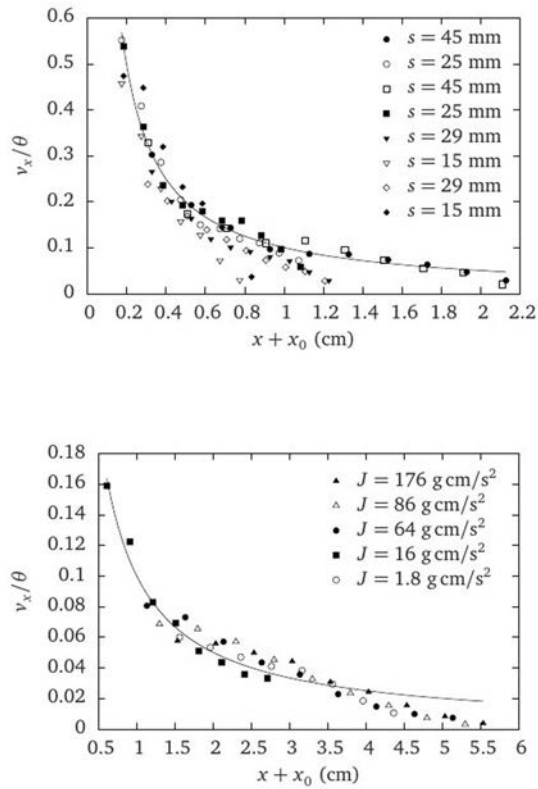 0.6
0.5
0.4
0.3
0.2
0.1
0
v_x/θ
s = 45 mm
s = 25 mm
s = 45 mm
s = 25 mm
s = 29 mm
s = 15 mm
s = 29 mm
s = 15 mm
0 0.2 0.4 0.6 0.8 1 1.2 1.4 1.6 1.8 2 2.2
x + x₀ (cm)
0.18
0.16
0.14
0.12
0.1
0.08
0.06
0.04
0.02
0
v_x/θ
J = 176 g cm/s²
J = 86 g cm/s²
J = 64 g cm/s²
J = 16 g cm/s²
J = 1.8 g cm/s²
0.5 1 1.5 2 2.5 3 3.5 4 4.5 5 5.5 6
x + x₀ (cm)